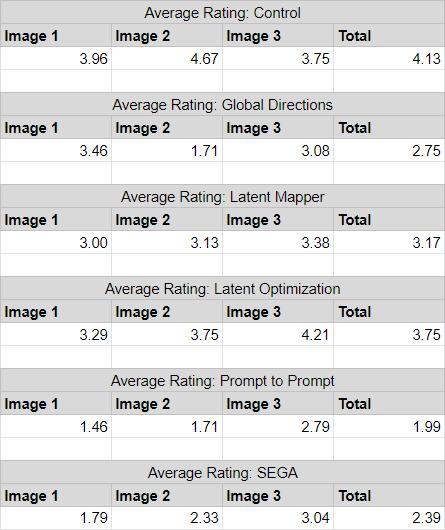 Average Rating: Control
Image 1 Image 2 Image 3 Total
3.96 4.67 3.75 4.13
Average Rating: Global Directions
Image 1 Image 2 Image 3 Total
3.46 1.71 3.08 2.75
Average Rating: Latent Mapper
Image 1 Image 2 Image 3 Total
3.00 3.13 3.38 3.17
Average Rating: Latent Optimization
Image 1 Image 2 Image 3 Total
3.29 3.75 4.21 3.75
Average Rating: Prompt to Prompt
Image 1 Image 2 Image 3 Total
1.46 1.71 2.79 1.99
Average Rating: SEGA
Image 1 Image 2 Image 3 Total
1.79 2.33 3.04 2.39